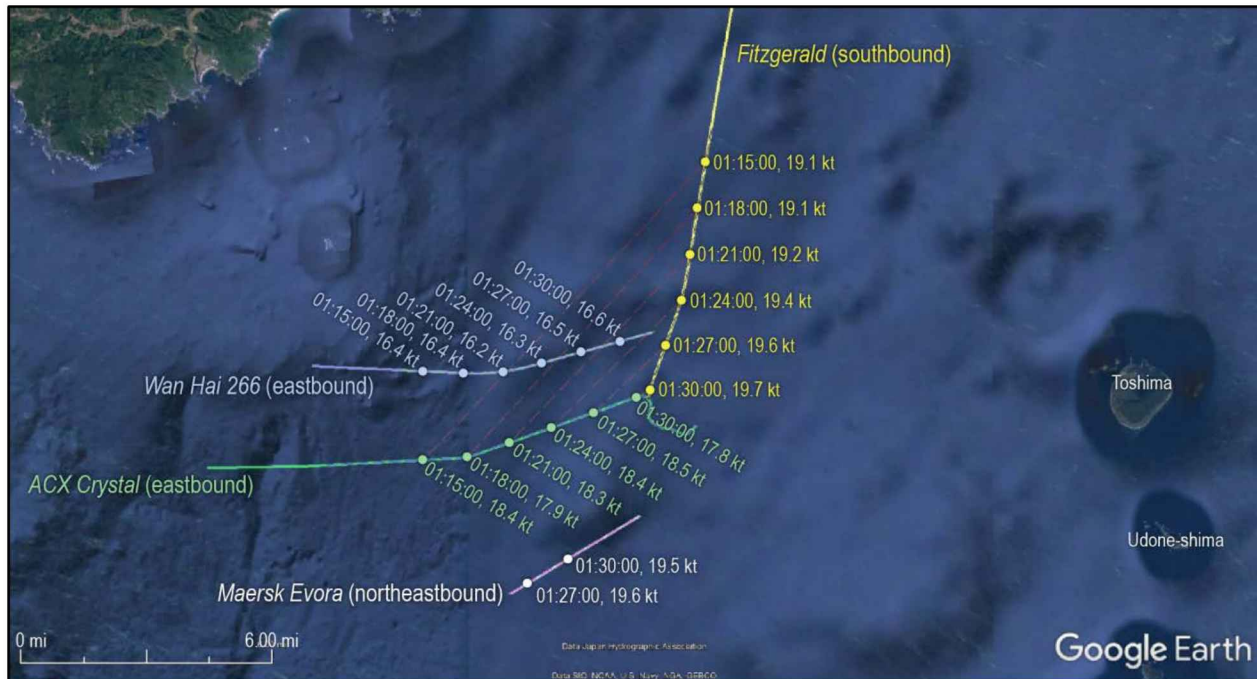 Fitzgerald (southbound)
01:15:00, 19.1 kt
01:18:00, 19.1 kt
01:21:00, 19.2 kt
01:24:00, 19.4 kt
01:27:00, 19.6 kt
01:30:00, 19.7 kt
01:30:00, 16.6 kt
01:27:00, 16.5 kt
01:24:00, 16.3 kt
01:21:00, 16.2 kt
01:18:00, 16.4 kt
01:15:00, 16.4 kt
Wan Hai 266 (eastbound)
Toshima
ACX Crystal (eastbound)
01:15:00, 18.4 kt
01:18:00, 17.9 kt
01:21:00, 18.3 kt
01:24:00, 18.4 kt
01:27:00, 18.5 kt
01:30:00, 17.8 kt
Udone-shima
Maersk Evora (northeastbound)
01:30:00, 19.5 kt
01:27:00, 19.6 kt
0 mi
6.00 mi
Data Japan Hydrographic Association
Data SIO, NOAA, U.S. Navy, NGA, GEBCO
Google Earth